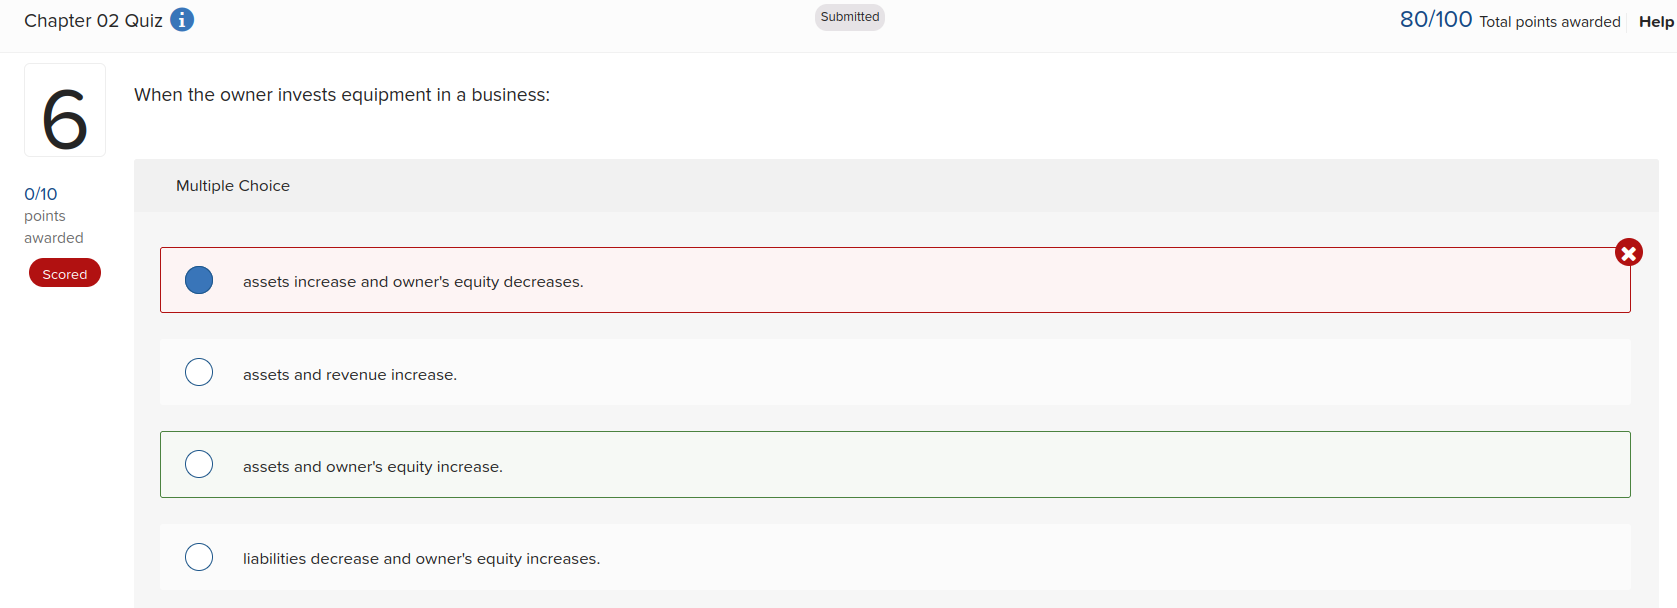 Chapter 02 Quiz i
Submitted
80/100 Total points awarded
Help
6
When the owner invests equipment in a business:
0/10
points
awarded
Scored
Multiple Choice
assets increase and owner's equity decreases.
assets and revenue increase.
assets and owner's equity increase.
liabilities decrease and owner's equity increases.